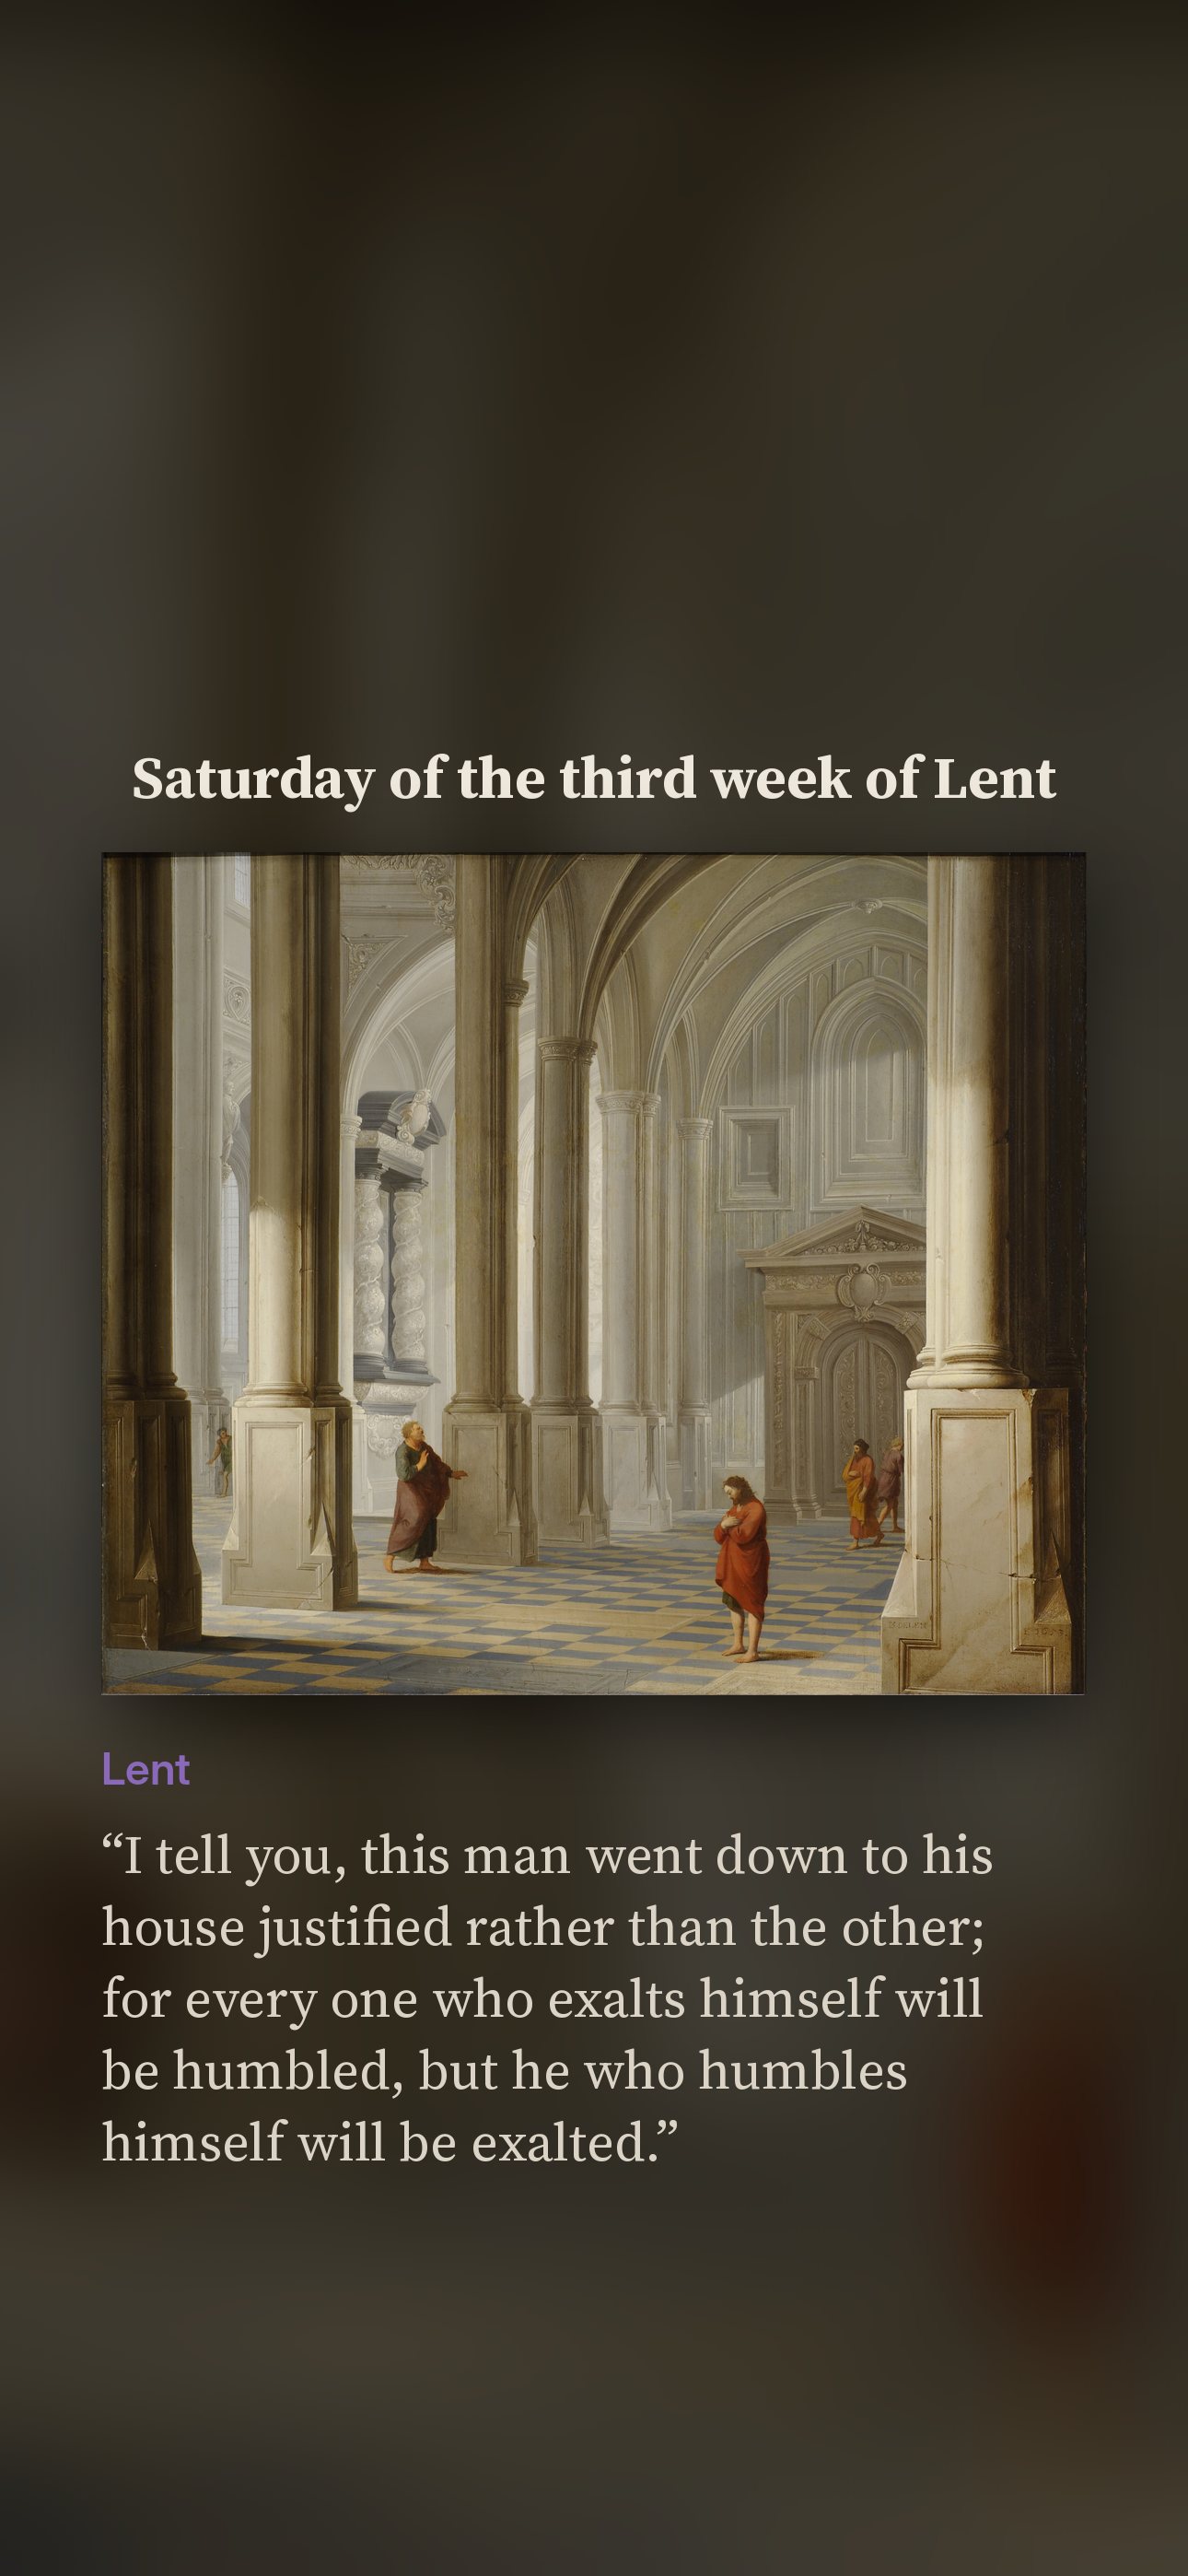 Saturday of the third week of Lent
Lent
“I tell you, this man went down to his
house justified rather than the other;
for every one who exalts himself will
be humbled, but he who humbles
himself will be exalted.”